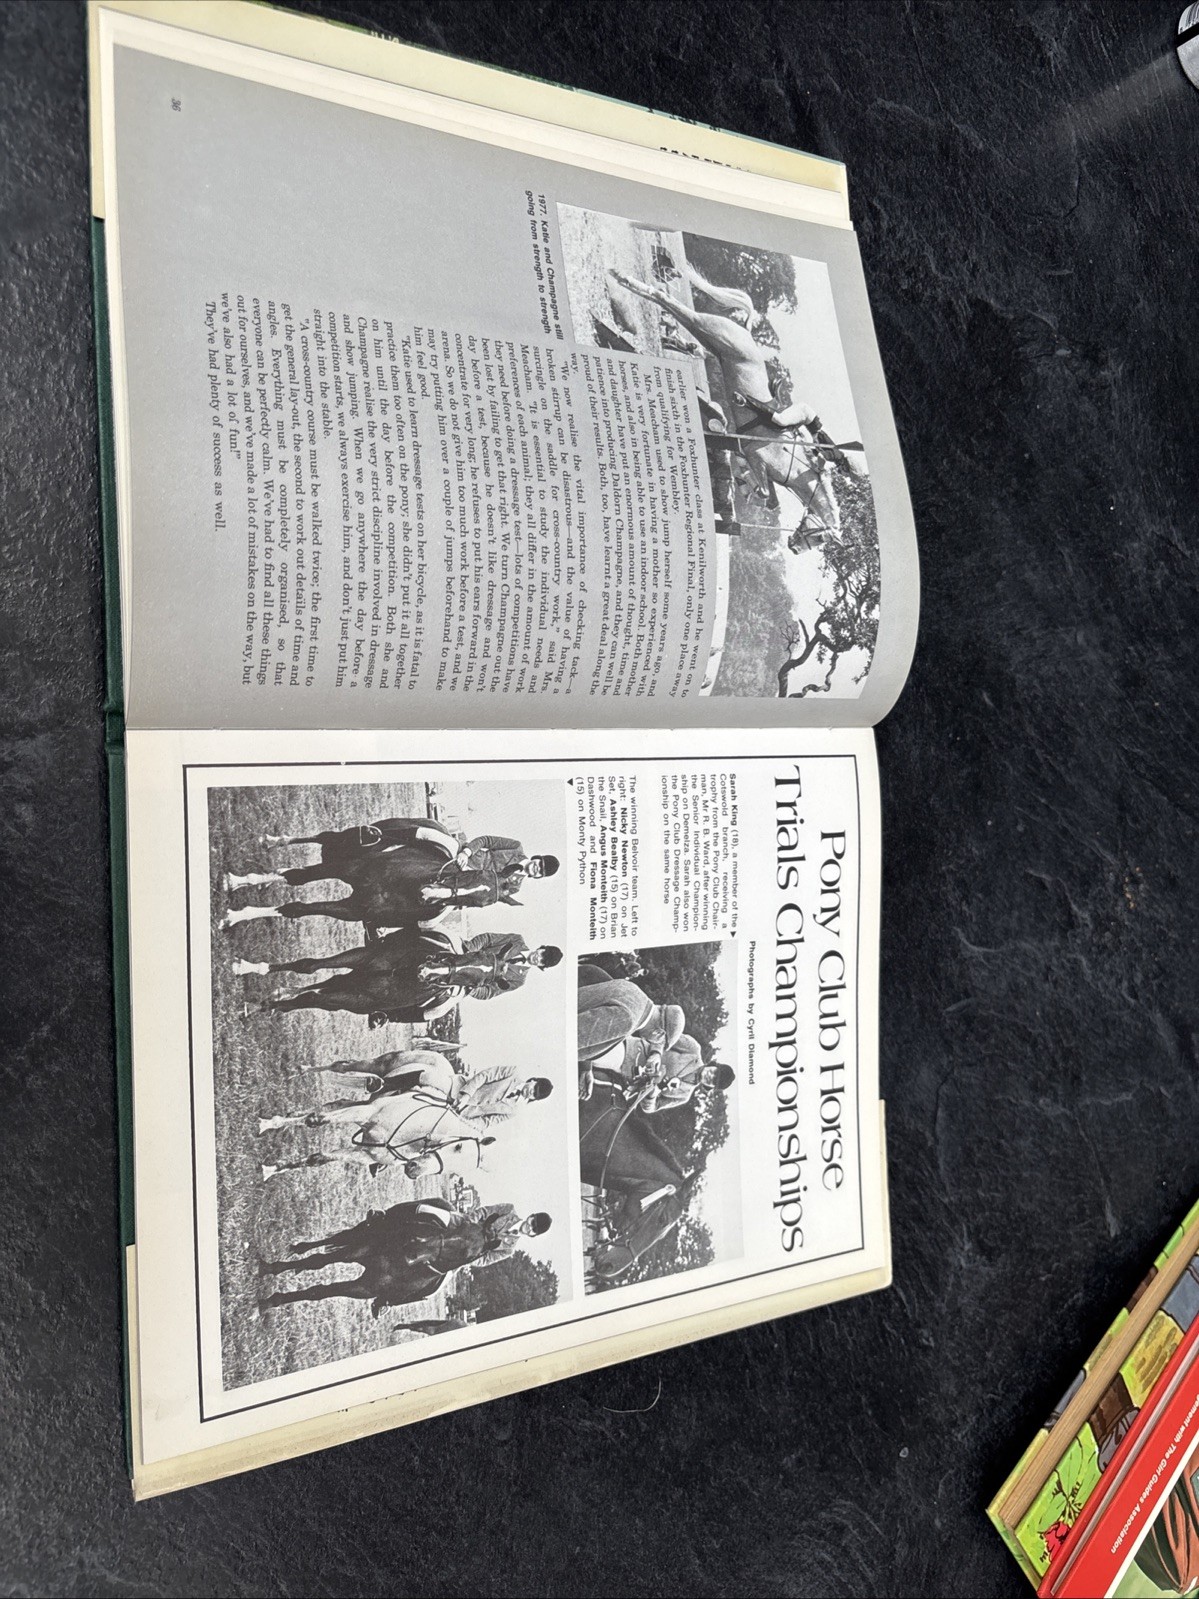 earlier won a Foxhunter class at Kenilworth and he went on to
finish sixth in the Foxhunter Regional Final, only one place away
from qualifying for Wembley.
Mrs. Meacham used to show jump herself some years ago, and
Katie is very fortunate in having a mother so experienced with
horses, and also in being able to use an indoor school. Both mother
and daughter have put an enormous amount of thought, time and
patience into producing Daldorn Champagne, and they can well be
proud of their results. Both, too, have learnt a great deal along the
way.
1977. Katie and Champagne still
going from strength to strength
"We now realise the vital importance of checking tack—a
broken stirrup can be disastrous—and the value of having a
surcingle on the saddle for cross-country work," said Mrs.
Meacham. "It is essential to study the individual needs and
preferences of each animal; they all differ in the amount of work
they need before doing a dressage test—lots of competitions have
been lost by failing to get that right. We turn Champagne out the
day before a test, because he doesn't like dressage and won't
concentrate for very long; he refuses to put his ears forward in the
arena. So we do not give him too much work before a test, and we
may try putting him over a couple of jumps beforehand to make
him feel good.
"Katie used to learn dressage tests on her bicycle, as it is fatal to
practice them too often on the pony; she didn't put it all together
on him until the day before the competition. Both she and
Champagne realise the very strict discipline involved in dressage
and show jumping. When we go anywhere the day before a
competition starts, we always exercise him, and don't just put him
straight into the stable.
"A cross-country course must be walked twice; the first time to
get the general lay-out, the second to work out details of time and
angles. Everything must be completely organised, so that
everyone can be perfectly calm. We've had to find all these things
out for ourselves, and we've made a lot of mistakes on the way, but
we've also had a lot of fun!"
They've had plenty of success as well.
36
Pony Club Horse
Trials Championships
Photographs by Cyril Diamond
Sarah King (18), a member of the ▶
Cotswold branch, receiving a
trophy from the Pony Club Chair-
man, Mr R. B. Ward, after winning
the Senior Individual Champion-
ship on Demelza. Sarah also won
the Pony Club Dressage Champ-
ionship on the same horse
The winning Belvoir team. Left to
right: Nicky Newton (17) on Jet
Set, Ashley Bealby (15) on Brian
the Snail, Angus Monteith (17) on
Dashwood and Fiona Monteith
(15) on Monty Python
▼
with The Girl Guides Association